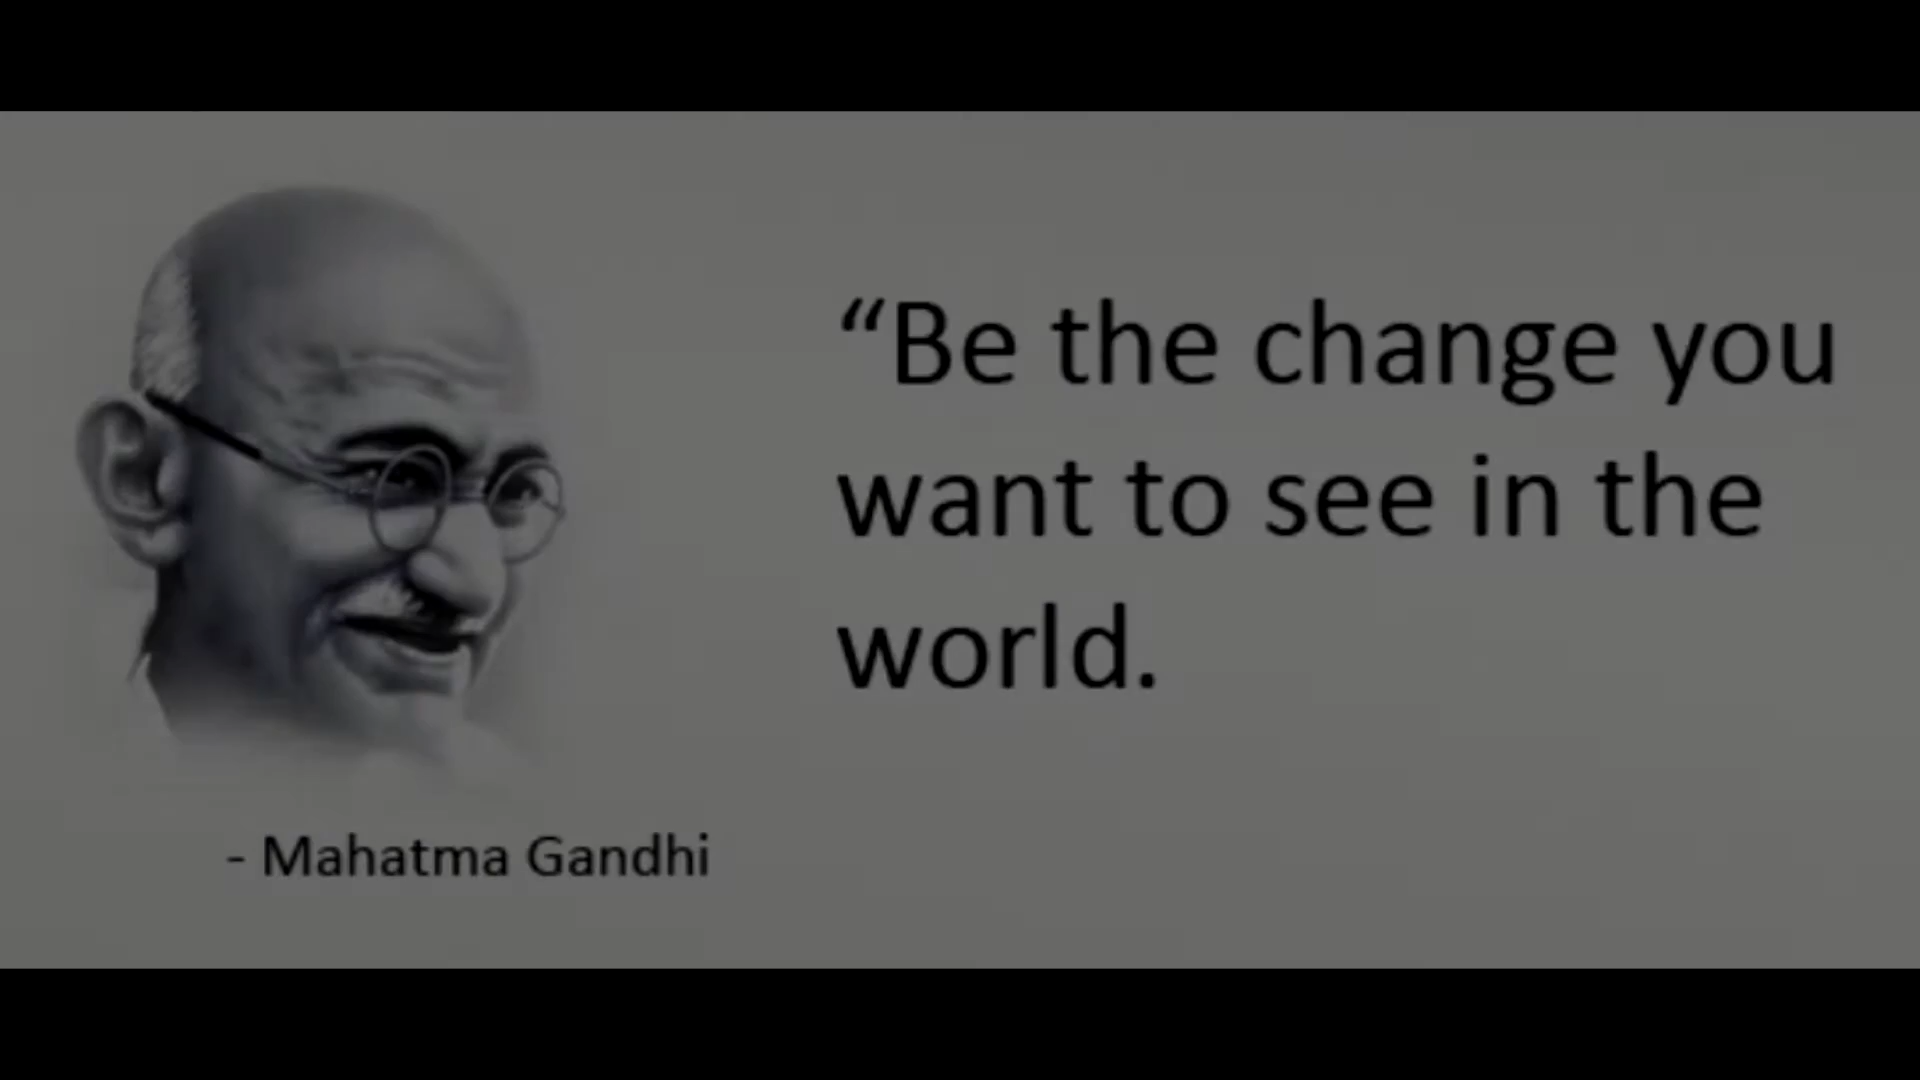 “Be the change you
want to see in the
world.
- Mahatma Gandhi